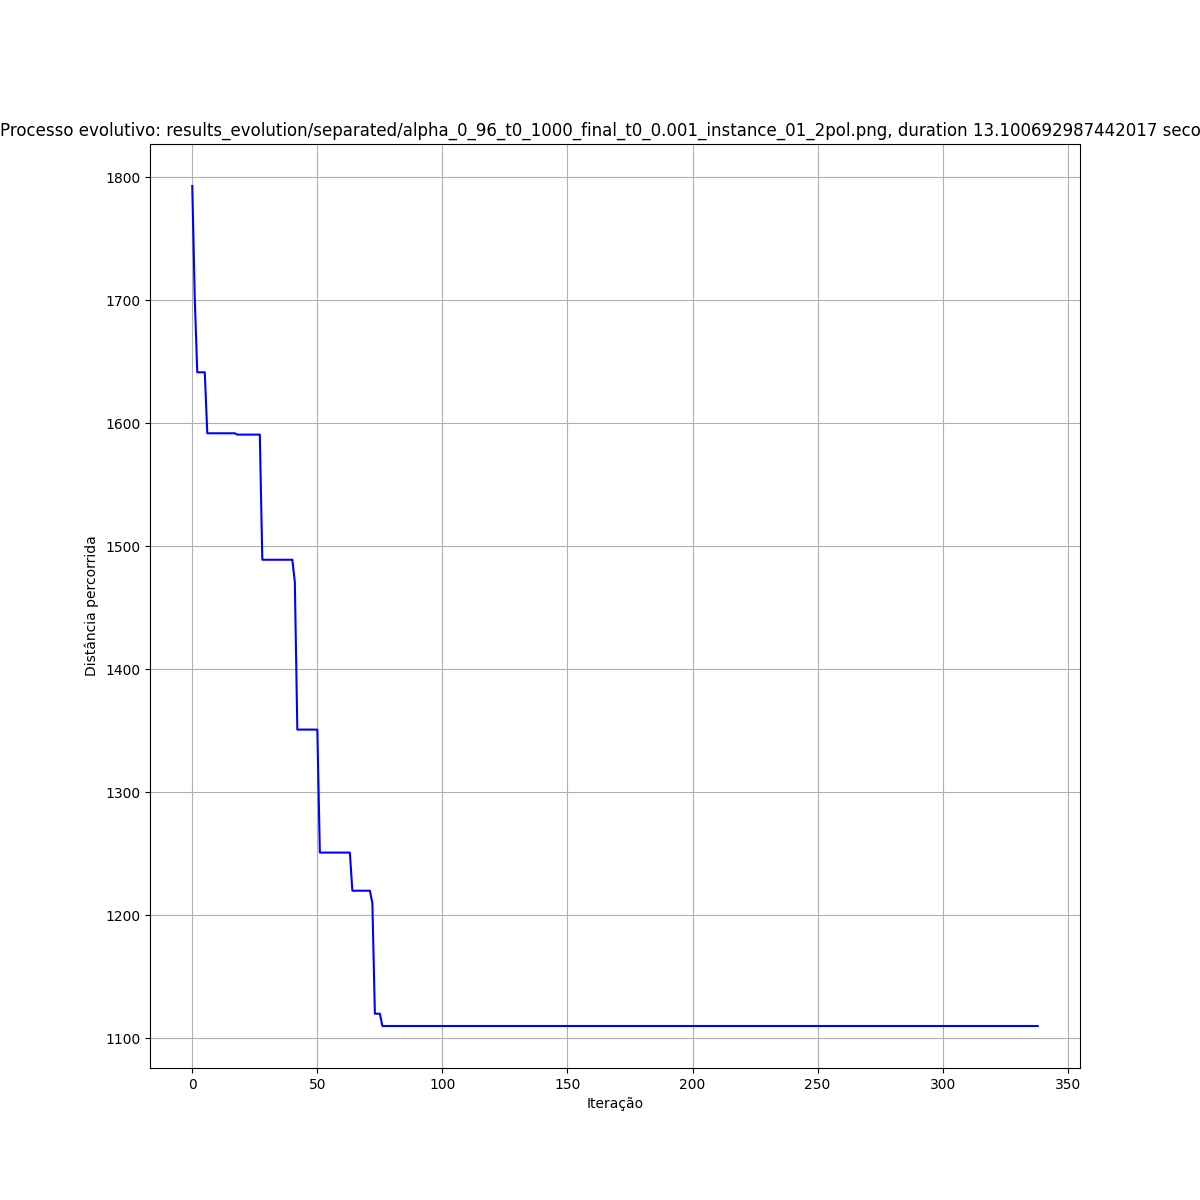 Processo evolutivo: results_evolution/separated/alpha_0_96_t0_1000_final_t0_0.001_instance_01_2pol.png, duration 13.100692987442017 seco
1800
1700
1600
1500
1400
1300
1200
1100
Distância percorrida
0 50 100 150 200 250 300 350
Iteração